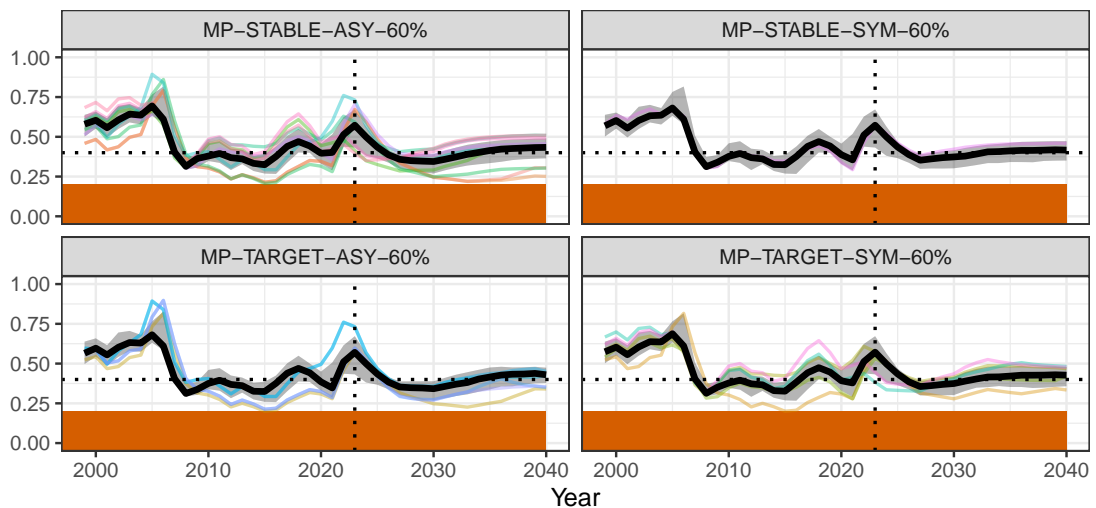 MP−STABLE−ASY−60%
MP−STABLE−SYM−60%
1.00
0.75
0.50
0.25
0.00
MP−TARGET−ASY−60%
MP−TARGET−SYM−60%
1.00
0.75
0.50
0.25
0.00
2000 2010 2020 2030 2040 2000 2010 2020 2030 2040
Year